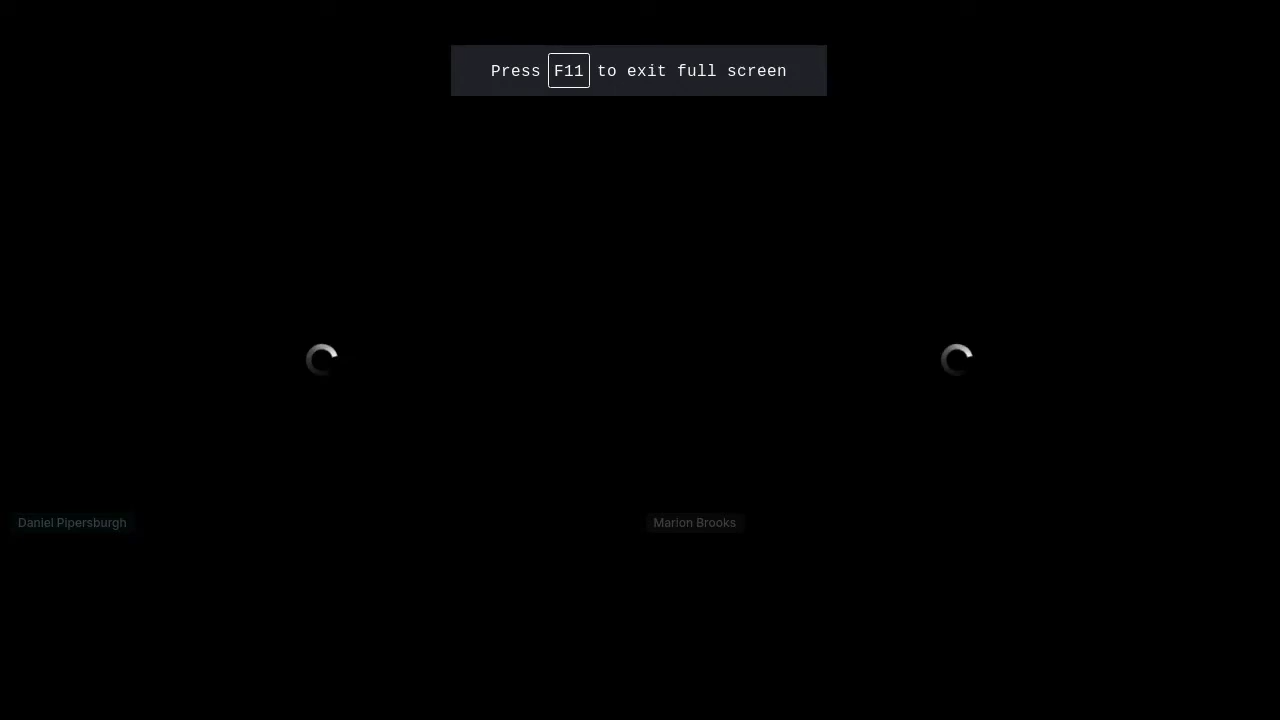 Press F11 to exit full screen
Daniel Pipersburgh
Marion Brooks